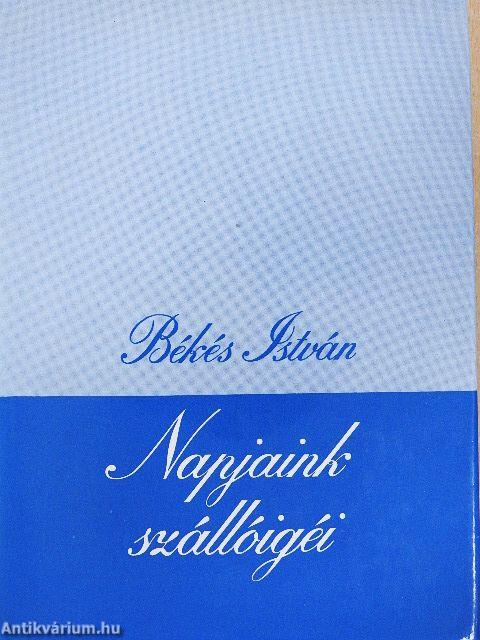 Békés István
Napjaink
szállóigéi
Antikvárium.hu